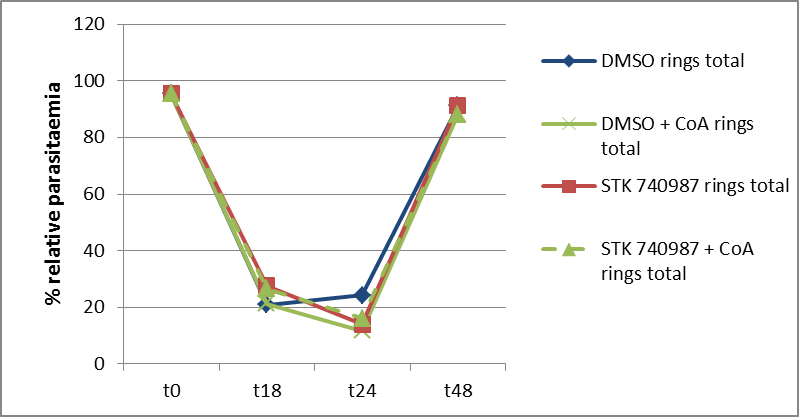 % relative parasitaemia
120
100
80
60
40
20
0
t0
t18
t24
t48
DMSO rings total
DMSO + CoA rings
total
STK 740987 rings total
STK 740987 + CoA
rings total